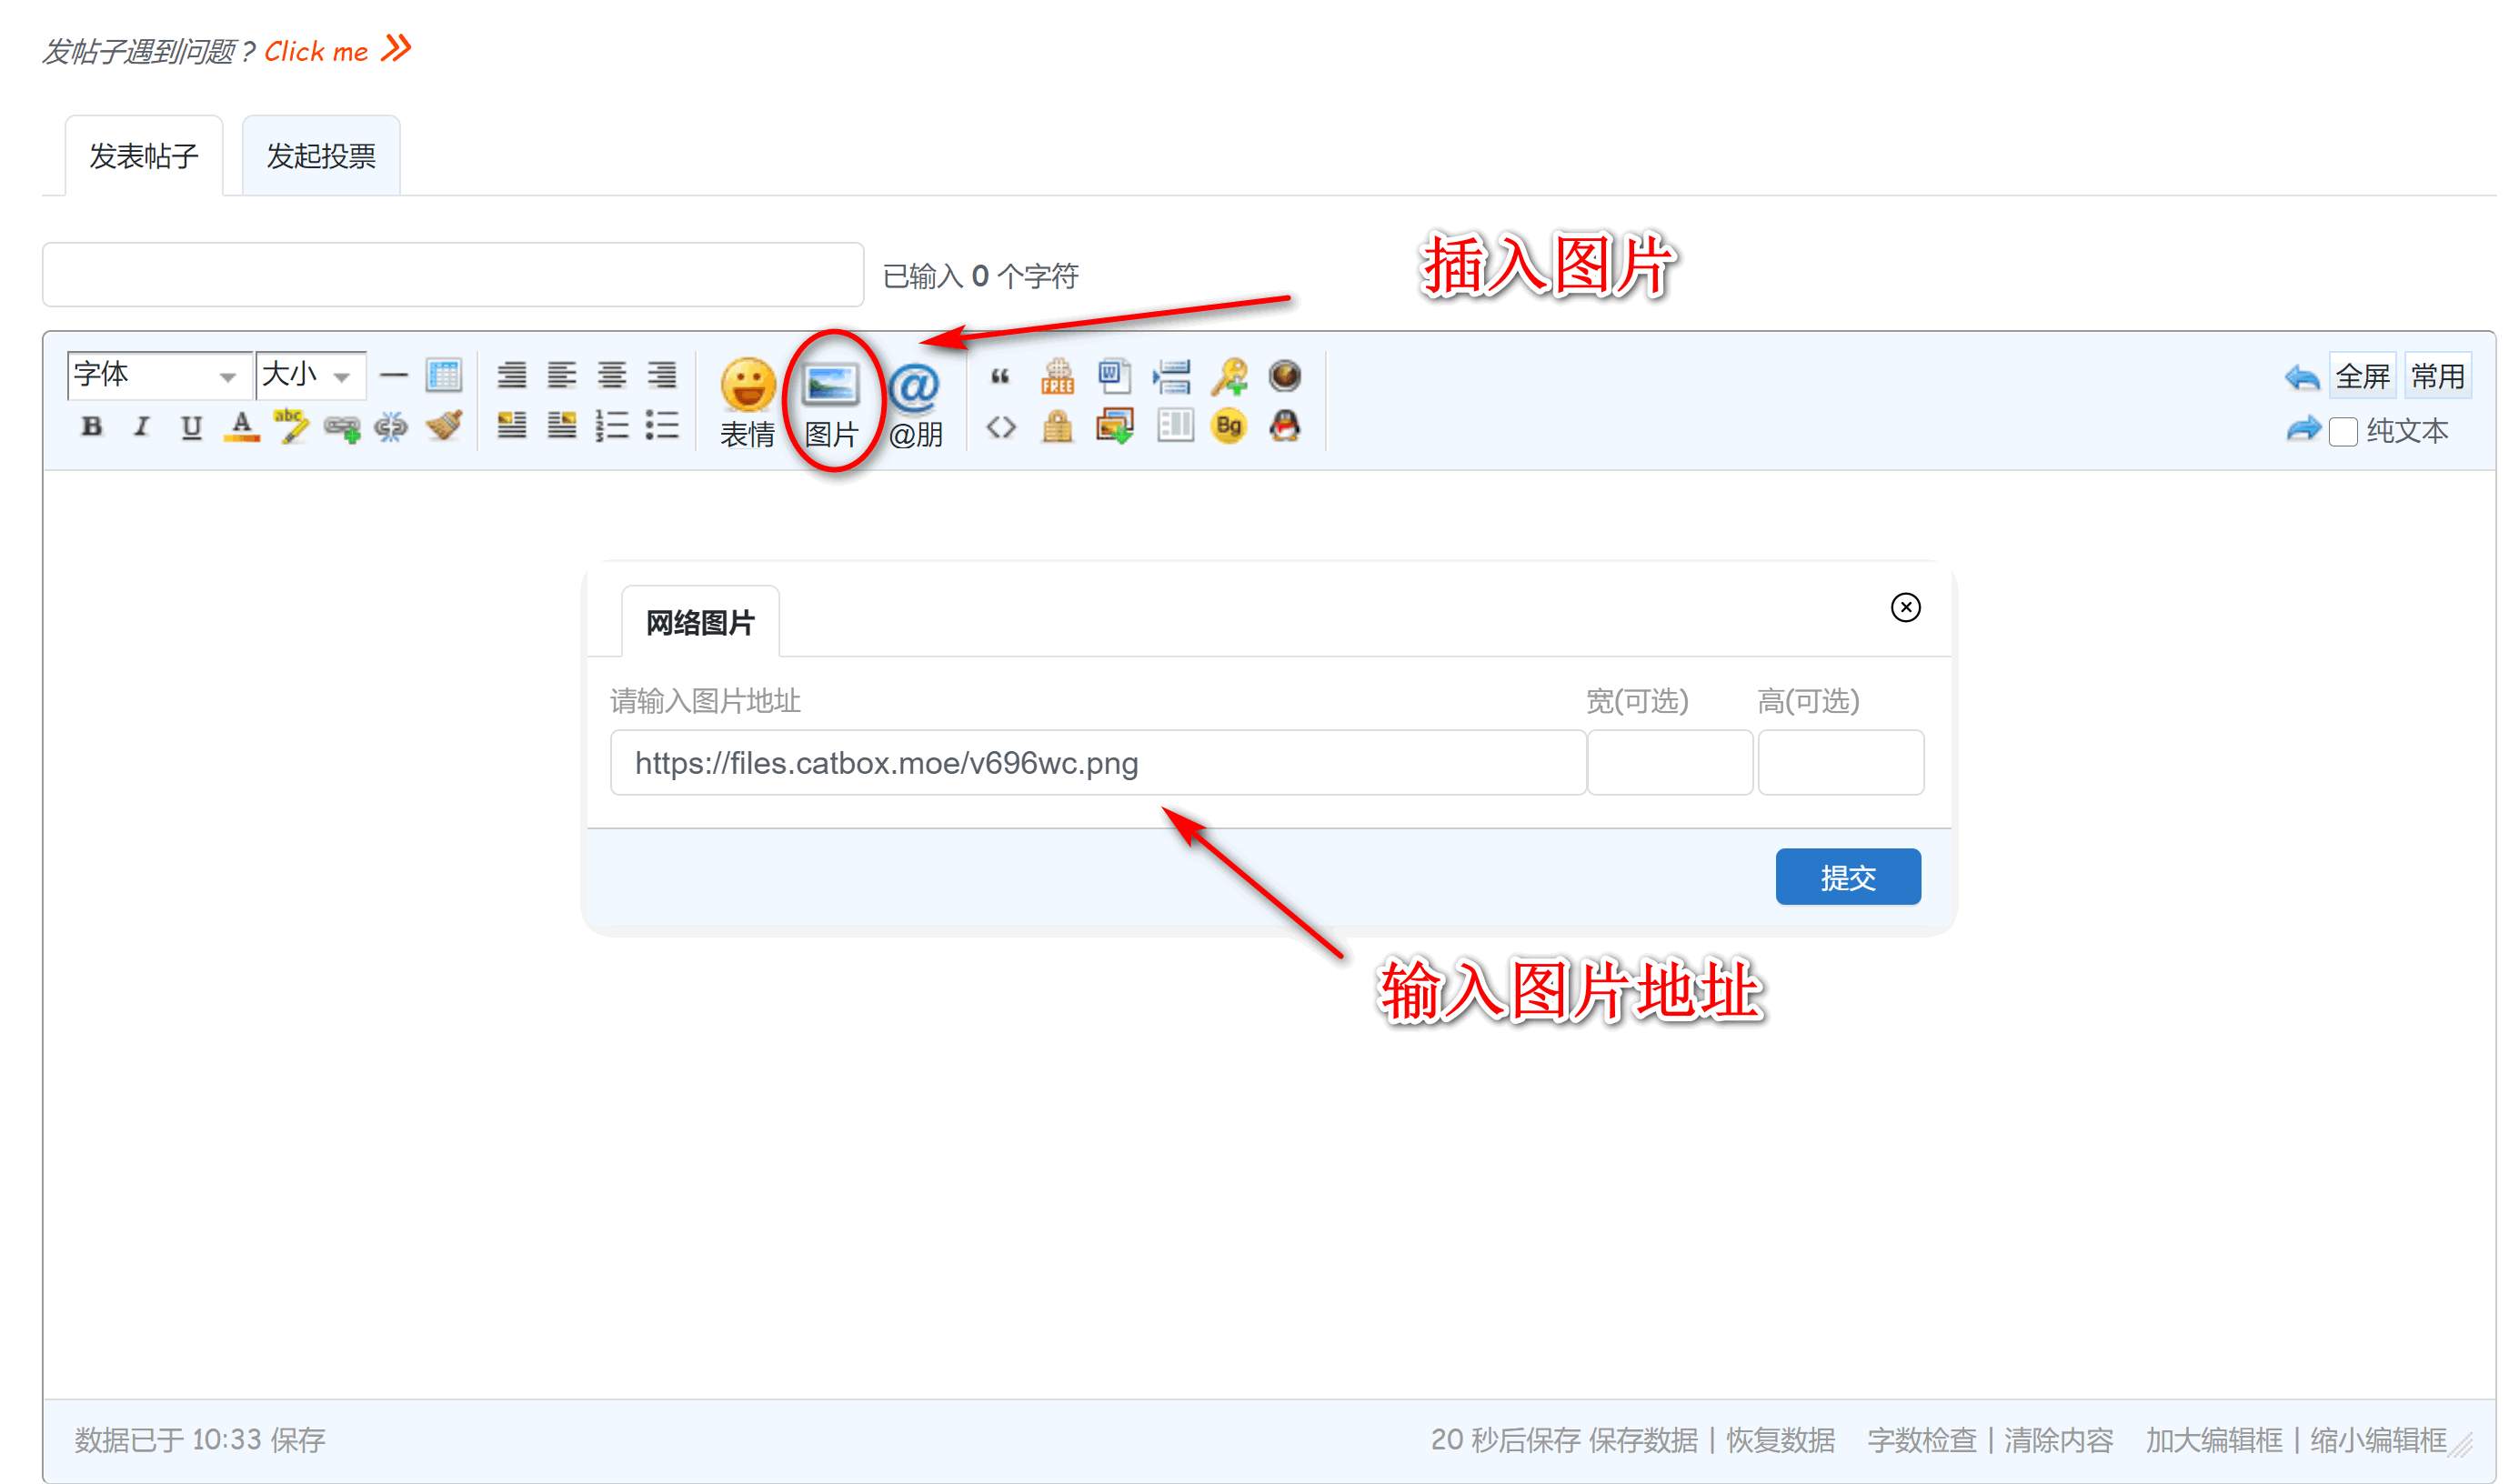 发帖子遇到问题？Click me
发表帖子
发起投票
插入图片
已输入 0 个字符
字体
大小
FREE
W
全屏
常用
B
I
U
A
abc
表情
图片
@
@朋
Bg
纯文本
网络图片
请输入图片地址
宽(可选)
高(可选)
https://files.catbox.moe/v696wc.png
提交
输入图片地址
数据已于 10:33 保存
20 秒后保存 保存数据 | 恢复数据 字数检查 | 清除内容 加大编辑框 | 缩小编辑框